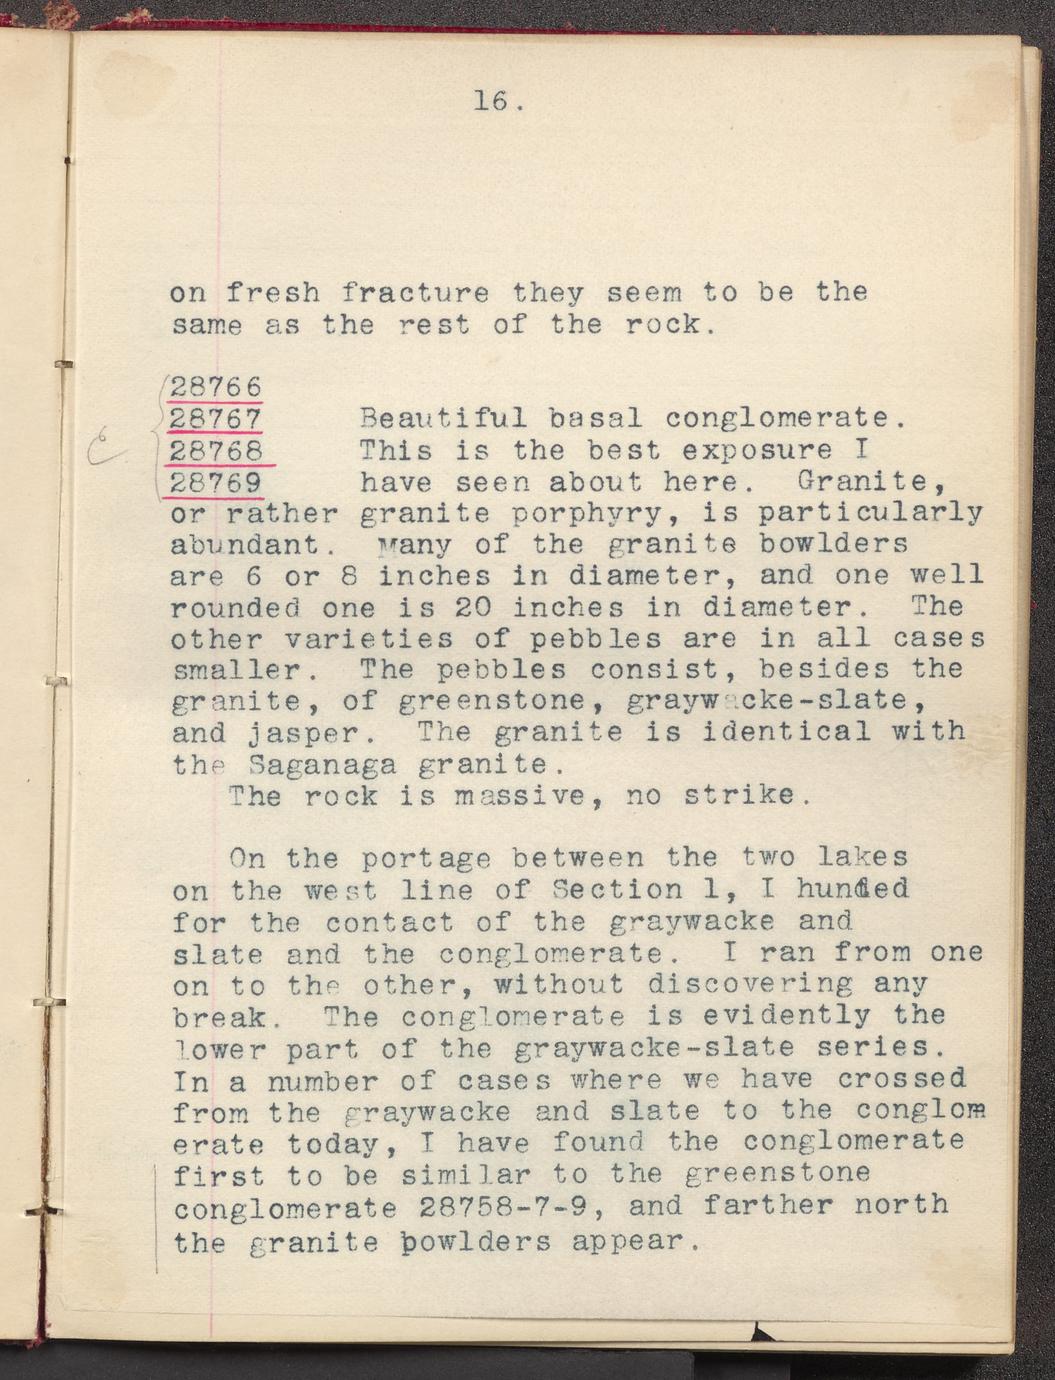 16.
on fresh fracture they seem to be the
same as the rest of the rock.
28766
28767 Beautiful basal conglomerate.
28768 This is the best exposure I
28769 have seen about here. Granite,
or rather granite porphyry, is particularly
abundant. Many of the granite bowlders
are 6 or 8 inches in diameter, and one well
rounded one is 20 inches in diameter. The
other varieties of pebbles are in all cases
smaller. The pebbles consist, besides the
granite, of greenstone, graywacke-slate,
and jasper. The granite is identical with
the Saganaga granite.
The rock is massive, no strike.
On the portage between the two lakes
on the west line of Section 1, I hunted
for the contact of the graywacke and
slate and the conglomerate. I ran from one
on to the other, without discovering any
break. The conglomerate is evidently the
lower part of the graywacke-slate series.
In a number of cases where we have crossed
from the graywacke and slate to the conglom
erate today, I have found the conglomerate
first to be similar to the greenstone
conglomerate 28758-7-9, and farther north
the granite bowlders appear.